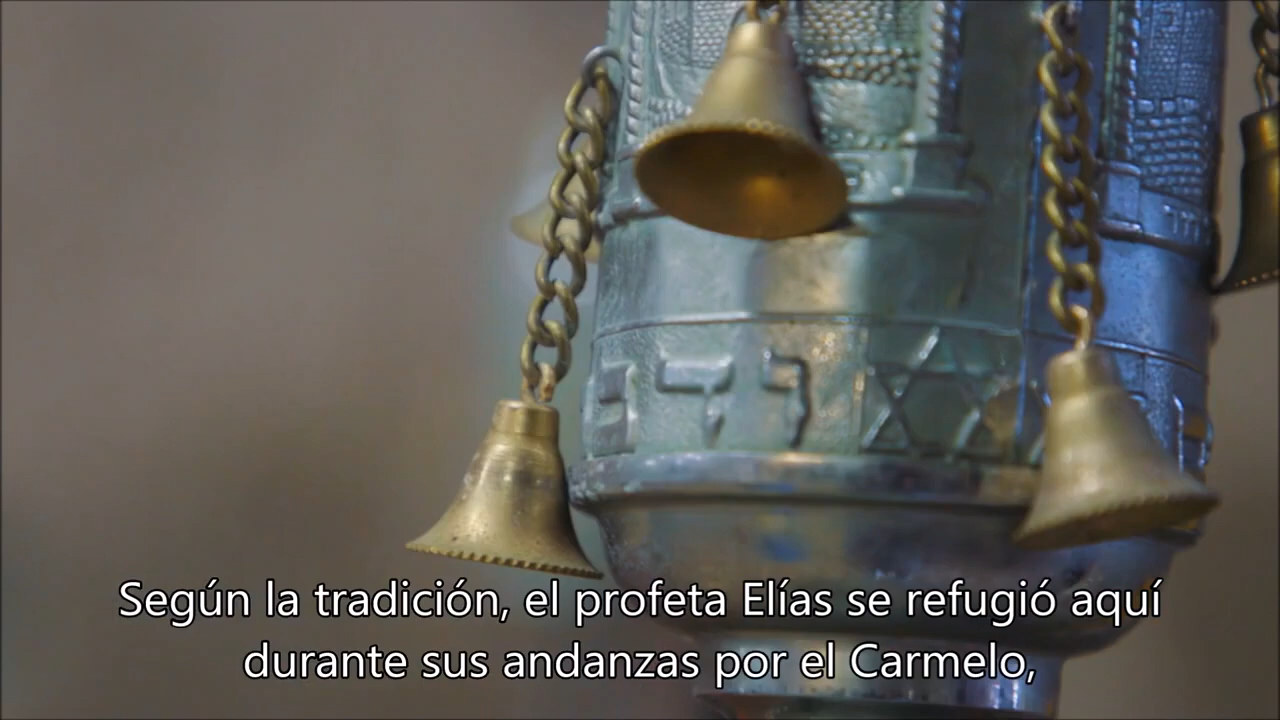 Según la tradición, el profeta Elías se refugió aquí
durante sus andanzas por el Carmelo,